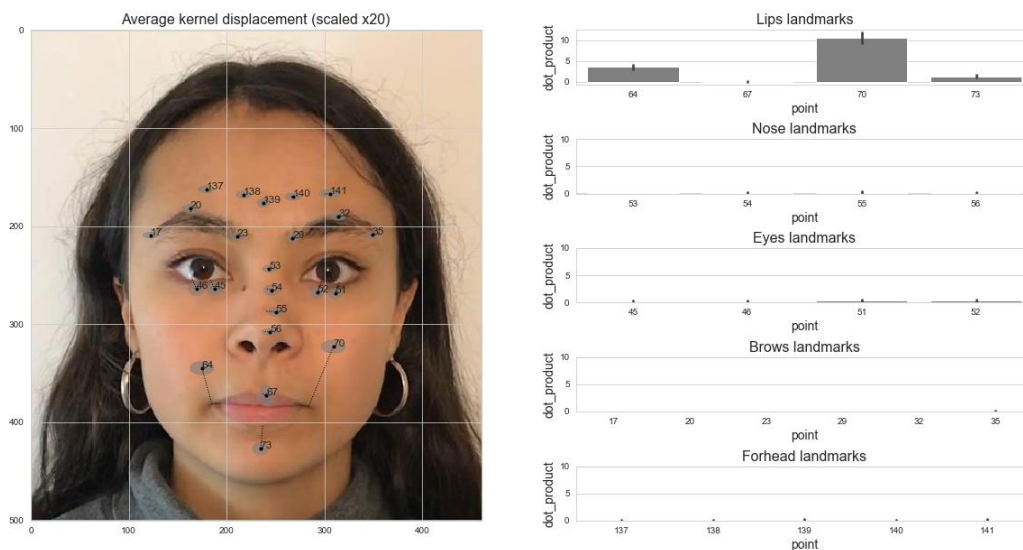 Average kernel displacement (scaled x20)
0
100
200
300
400
500
0 100 200 300 400
137 138 139 140 141
20 32
17 23 29 35
53
46 45 54 52 51
55
56
64 70
67
73
Lips landmarks
dot_product
10
5
0
64 67 70 73
point
Nose landmarks
dot_product
10
5
0
53 54 55 56
point
Eyes landmarks
dot_product
10
5
0
45 46 51 52
point
Brows landmarks
dot_product
10
5
0
17 20 23 29 32 35
point
Forhead landmarks
dot_product
10
5
0
137 138 139 140 141
point